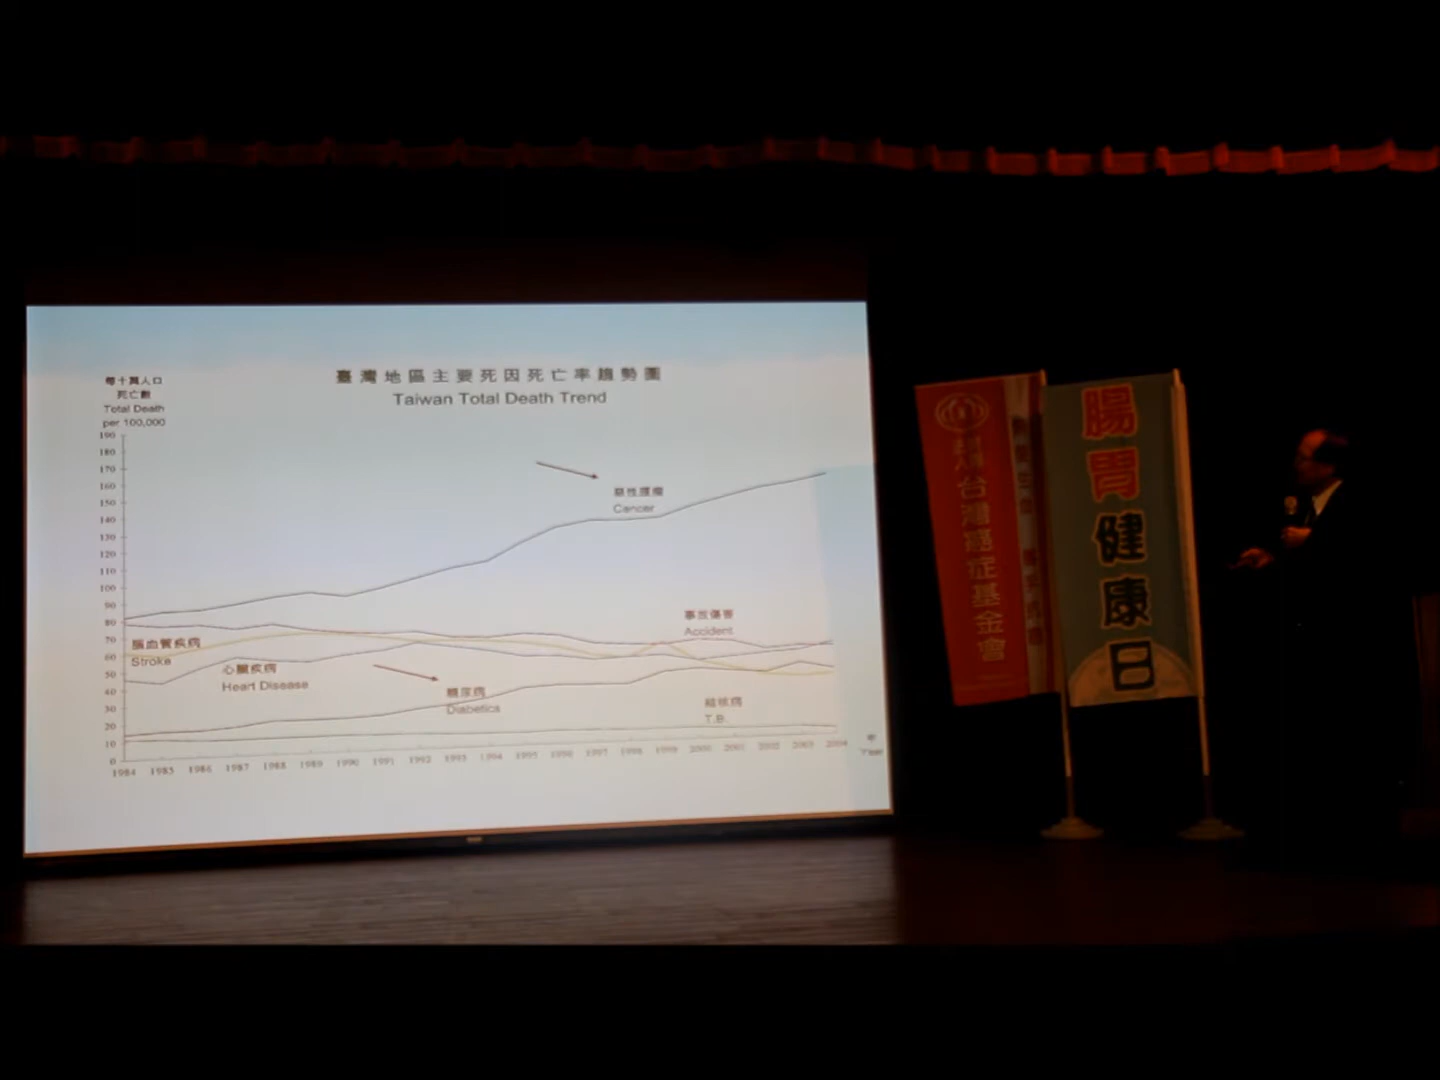 每十萬人口
死亡數
Total Death
per 100,000
臺灣地區主要死因死亡率趨勢圖
Taiwan Total Death Trend
190
180
170
160
150
140
130
120
110
100
90
80
70
60
50
40
30
20
10
0
惡性腫瘤
Cancer
事故傷害
Accident
腦血管疾病
Stroke
心臟疾病
Heart Disease
糖尿病
Diabetics
結核病
T.B.
1984 1985 1986 1987 1988 1989 1990 1991 1992 1993 1994 1995 1996 1997 1998 1999 2000 2001 2002 2003 2004
年
Year
台灣癌症基金會
腸胃健康日